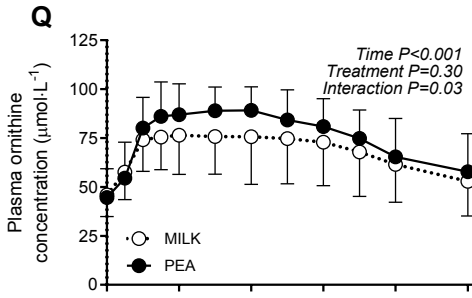 Q
125
100
75
50
25
0
Plasma ornithine
concentration (μmol·L⁻¹)
Time P<0.001
Treatment P=0.30
Interaction P=0.03
MILK
PEA